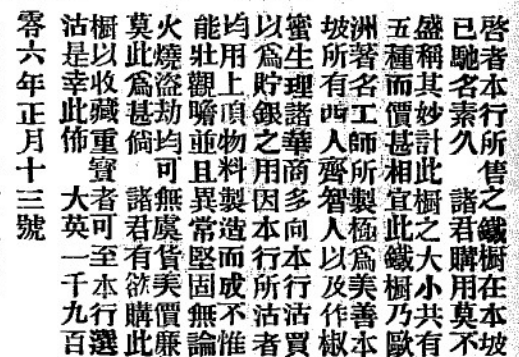 啓者本行所售之鐵櫥在本坡
已馳名素久　諸君購用莫不
盛稱其妙計此櫥之大小共有
五種而價甚相宜此鐵櫥乃歐
洲著名工師所製極爲美善本
坡所有西人齊智人以及作椒
蜜生理諸華商多向本行沽買
以爲貯銀之用因本行所沽者
均用上頂物料製造而成不惟
能壯觀瞻並且異常堅固無論
火燒盜劫均可無虞貨美價廉
莫此爲甚倘　諸君有欲購此
櫥以收藏重寶者可至本行選
沽是幸此佈　大英一千九百
零六年正月十三號